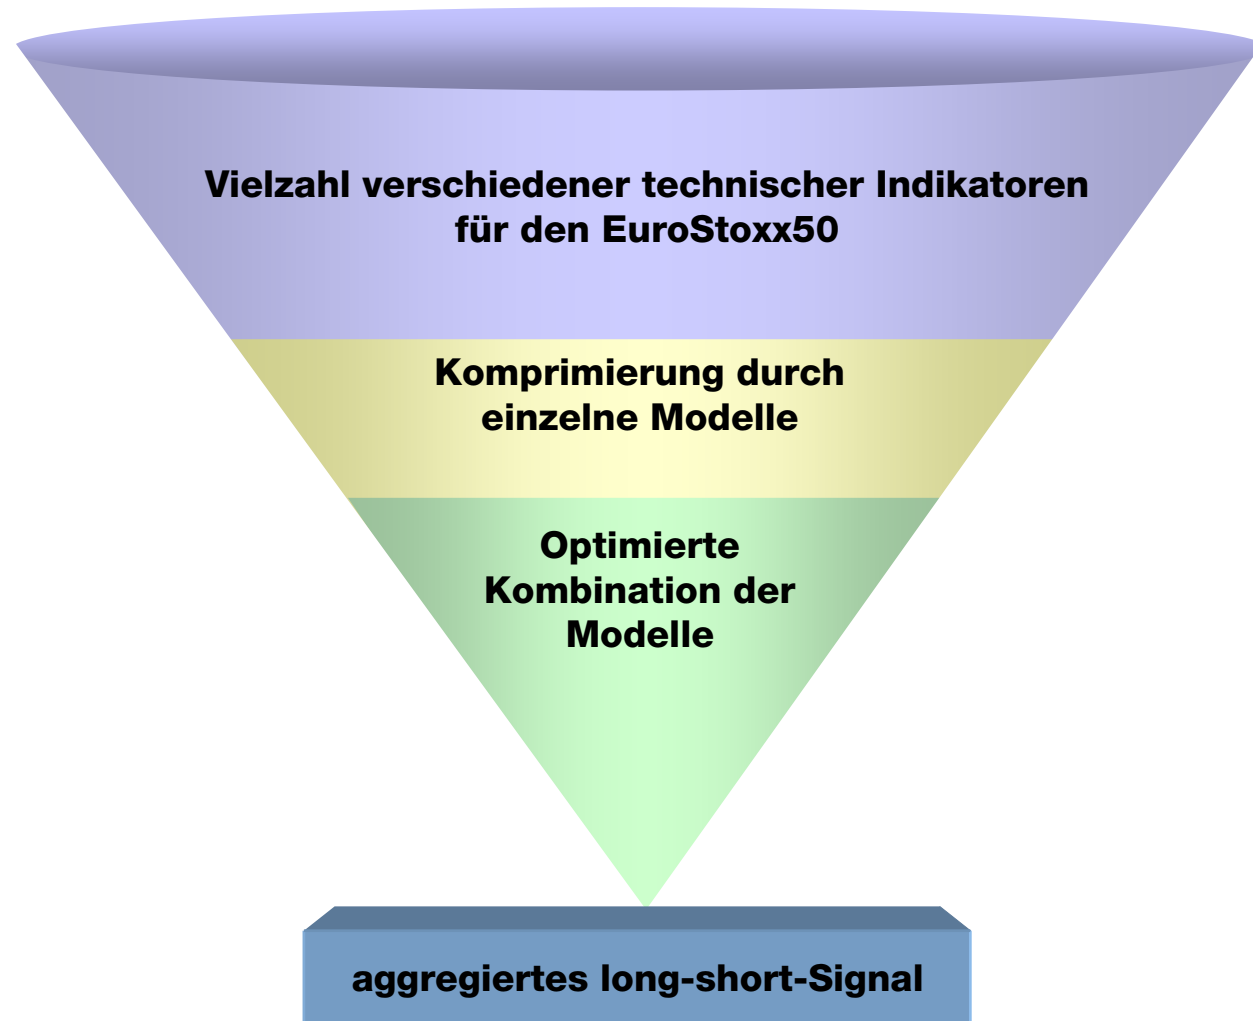 Vielzahl verschiedener technischer Indikatoren
für den EuroStoxx50
Komprimierung durch
einzelne Modelle
Optimierte
Kombination der
Modelle
aggregiertes long-short-Signal